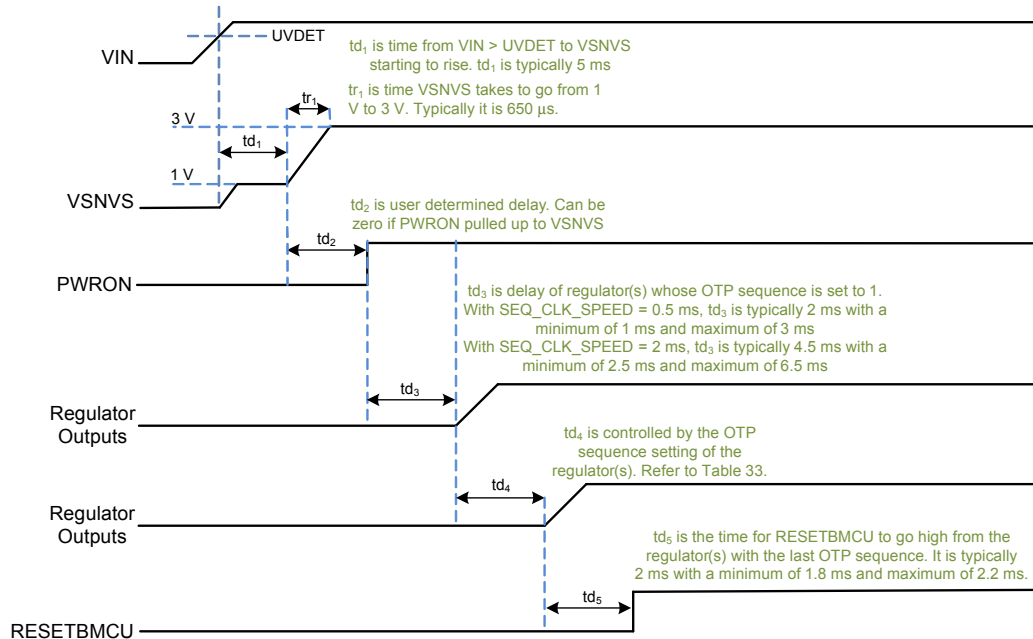 UVDET
VIN
td₁ is time from VIN > UVDET to VSNVS
starting to rise. td₁ is typically 5 ms
tr₁ is time VSNVS takes to go from 1
V to 3 V. Typically it is 650 µs.
tr₁
3 V
td₁
1 V
VSNVS
td₂ is user determined delay. Can be
zero if PWRON pulled up to VSNVS
td₂
PWRON
td₃ is delay of regulator(s) whose OTP sequence is set to 1.
With SEQ_CLK_SPEED = 0.5 ms, td₃ is typically 2 ms with a
minimum of 1 ms and maximum of 3 ms
With SEQ_CLK_SPEED = 2 ms, td₃ is typically 4.5 ms with a
minimum of 2.5 ms and maximum of 6.5 ms
td₃
Regulator
Outputs
td₄ is controlled by the OTP
sequence setting of the
regulator(s). Refer to Table 33.
td₄
Regulator
Outputs
td₅ is the time for RESETBMCU to go high from the
regulator(s) with the last OTP sequence. It is typically
2 ms with a minimum of 1.8 ms and maximum of 2.2 ms.
td₅
RESETBMCU